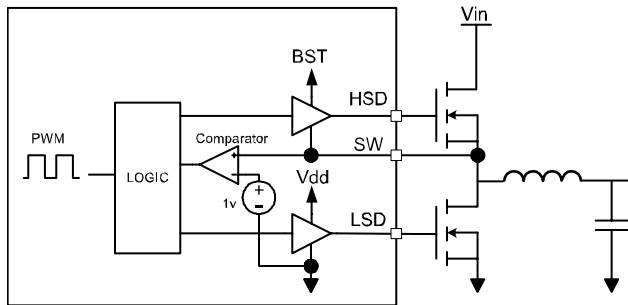 Vin
BST
HSD
PWM
Comparator
SW
LOGIC
+
-
+
-
1v
Vdd
LSD